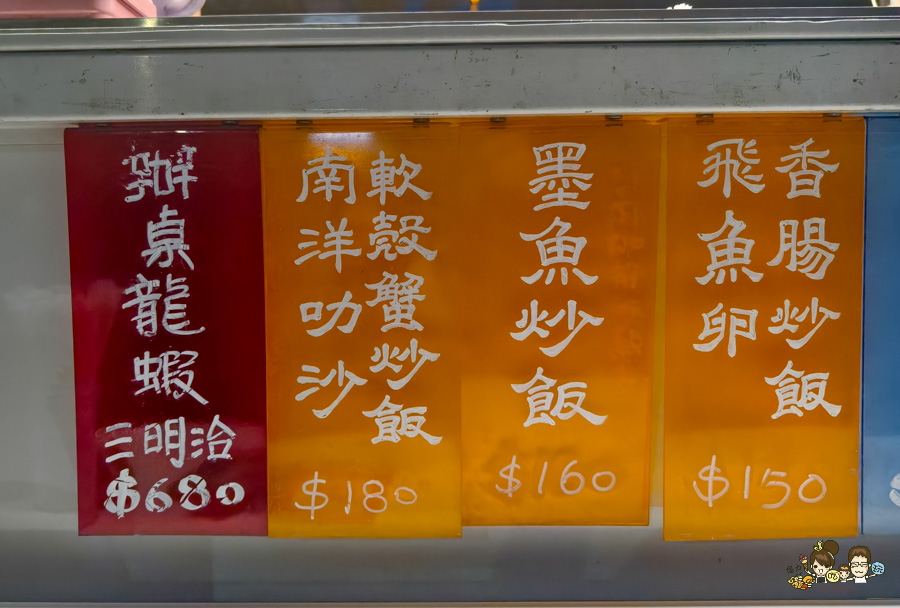 飛魚卵
香腸炒飯
$150
墨魚炒飯
$160
南洋叻沙
軟殼蟹炒飯
$180
辦桌龍蝦
三明治
$680